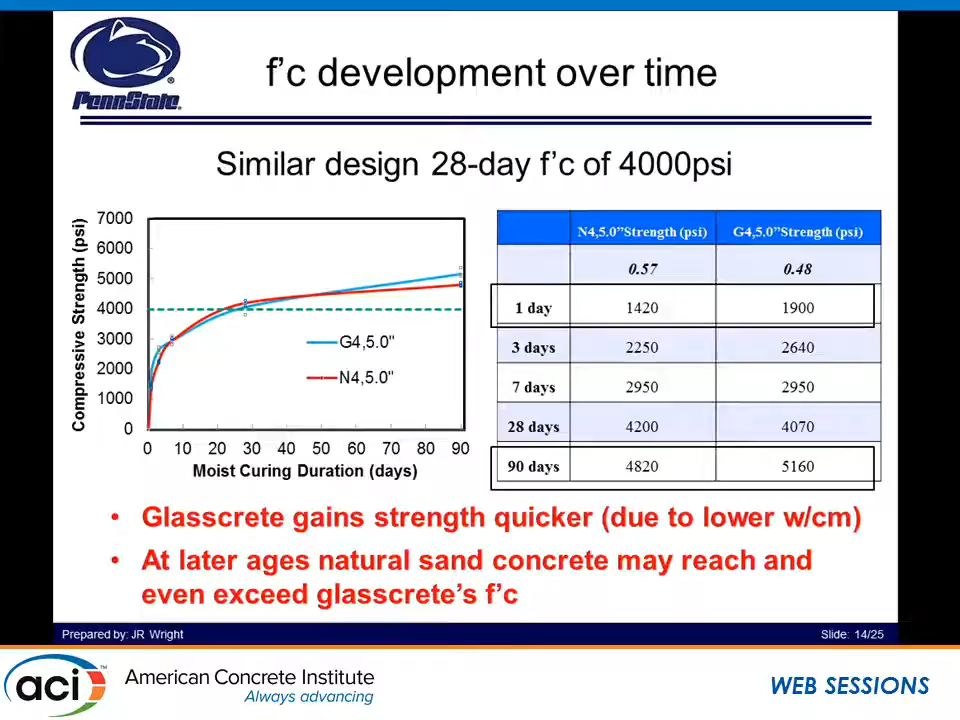 PennState
f’c development over time
Similar design 28-day f’c of 4000psi
Compressive Strength (psi)
7000
6000
5000
4000
3000
2000
1000
0
0 10 20 30 40 50 60 70 80 90
Moist Curing Duration (days)
G4,5.0"
N4,5.0"
N4,5.0”Strength (psi) G4,5.0”Strength (psi)
0.57 0.48
1 day 1420 1900
3 days 2250 2640
7 days 2950 2950
28 days 4200 4070
90 days 4820 5160
• Glasscrete gains strength quicker (due to lower w/cm)
• At later ages natural sand concrete may reach and
even exceed glasscrete’s f’c
Prepared by: JR Wright Slide: 14/25
aci™ American Concrete Institute
Always advancing
WEB SESSIONS